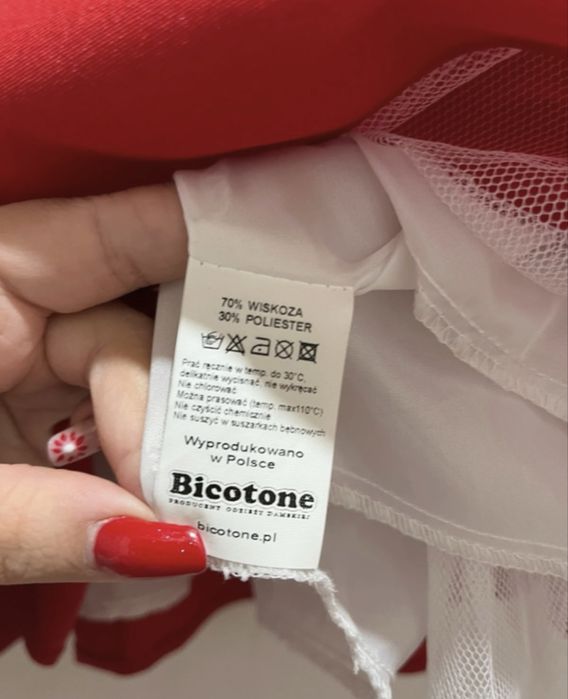 70% WISKOZA
30% POLIESTER
Prać ręcznie w temp. do 30°C,
delikatnie wycisnąć, nie wykręcać
Nie chlorować
Można prasować (temp. max110°C)
Nie czyścić chemicznie
Nie suszyć w suszarkach bębnowych
Wyprodukowano
w Polsce
Bicotone
PRODUCENT ODZIEŻY DAMSKIEJ
bicotone.pl